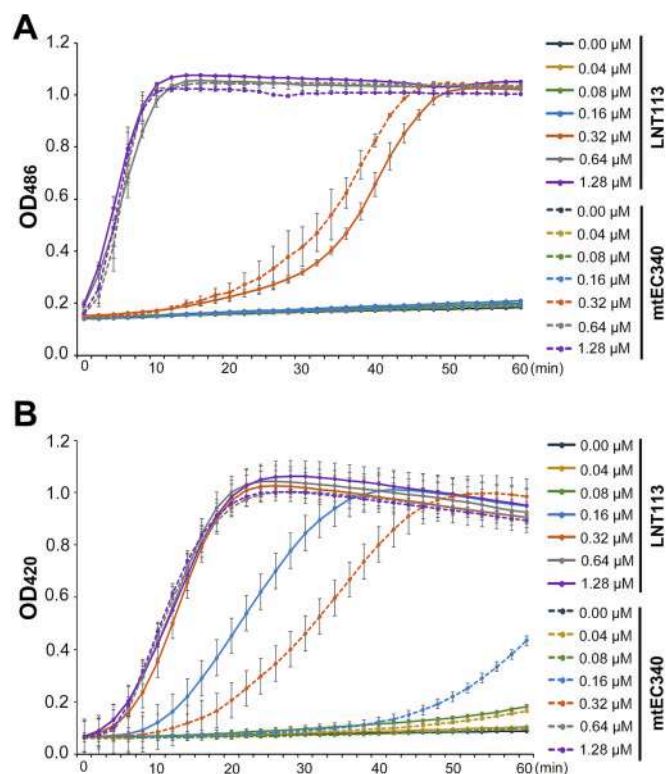 A
1.2
1.0
0.8
0.6
0.4
0.2
0.0
OD486
0 10 20 30 40 50 60 (min)
0.00 µM
0.04 µM
0.08 µM
0.16 µM
0.32 µM
0.64 µM
1.28 µM
LNT113
0.00 µM
0.04 µM
0.08 µM
0.16 µM
0.32 µM
0.64 µM
1.28 µM
mtEC340
B
1.2
1.0
0.8
0.6
0.4
0.2
0.0
OD420
0 10 20 30 40 50 60 (min)
0.00 µM
0.04 µM
0.08 µM
0.16 µM
0.32 µM
0.64 µM
1.28 µM
LNT113
0.00 µM
0.04 µM
0.08 µM
0.16 µM
0.32 µM
0.64 µM
1.28 µM
mtEC340